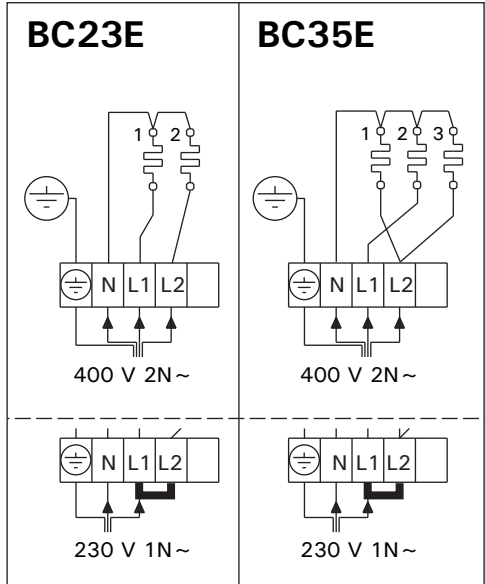 BC23E
1 2
N L1 L2
400 V 2N~
N L1 L2
230 V 1N~
BC35E
1 2 3
N L1 L2
400 V 2N~
N L1 L2
230 V 1N~